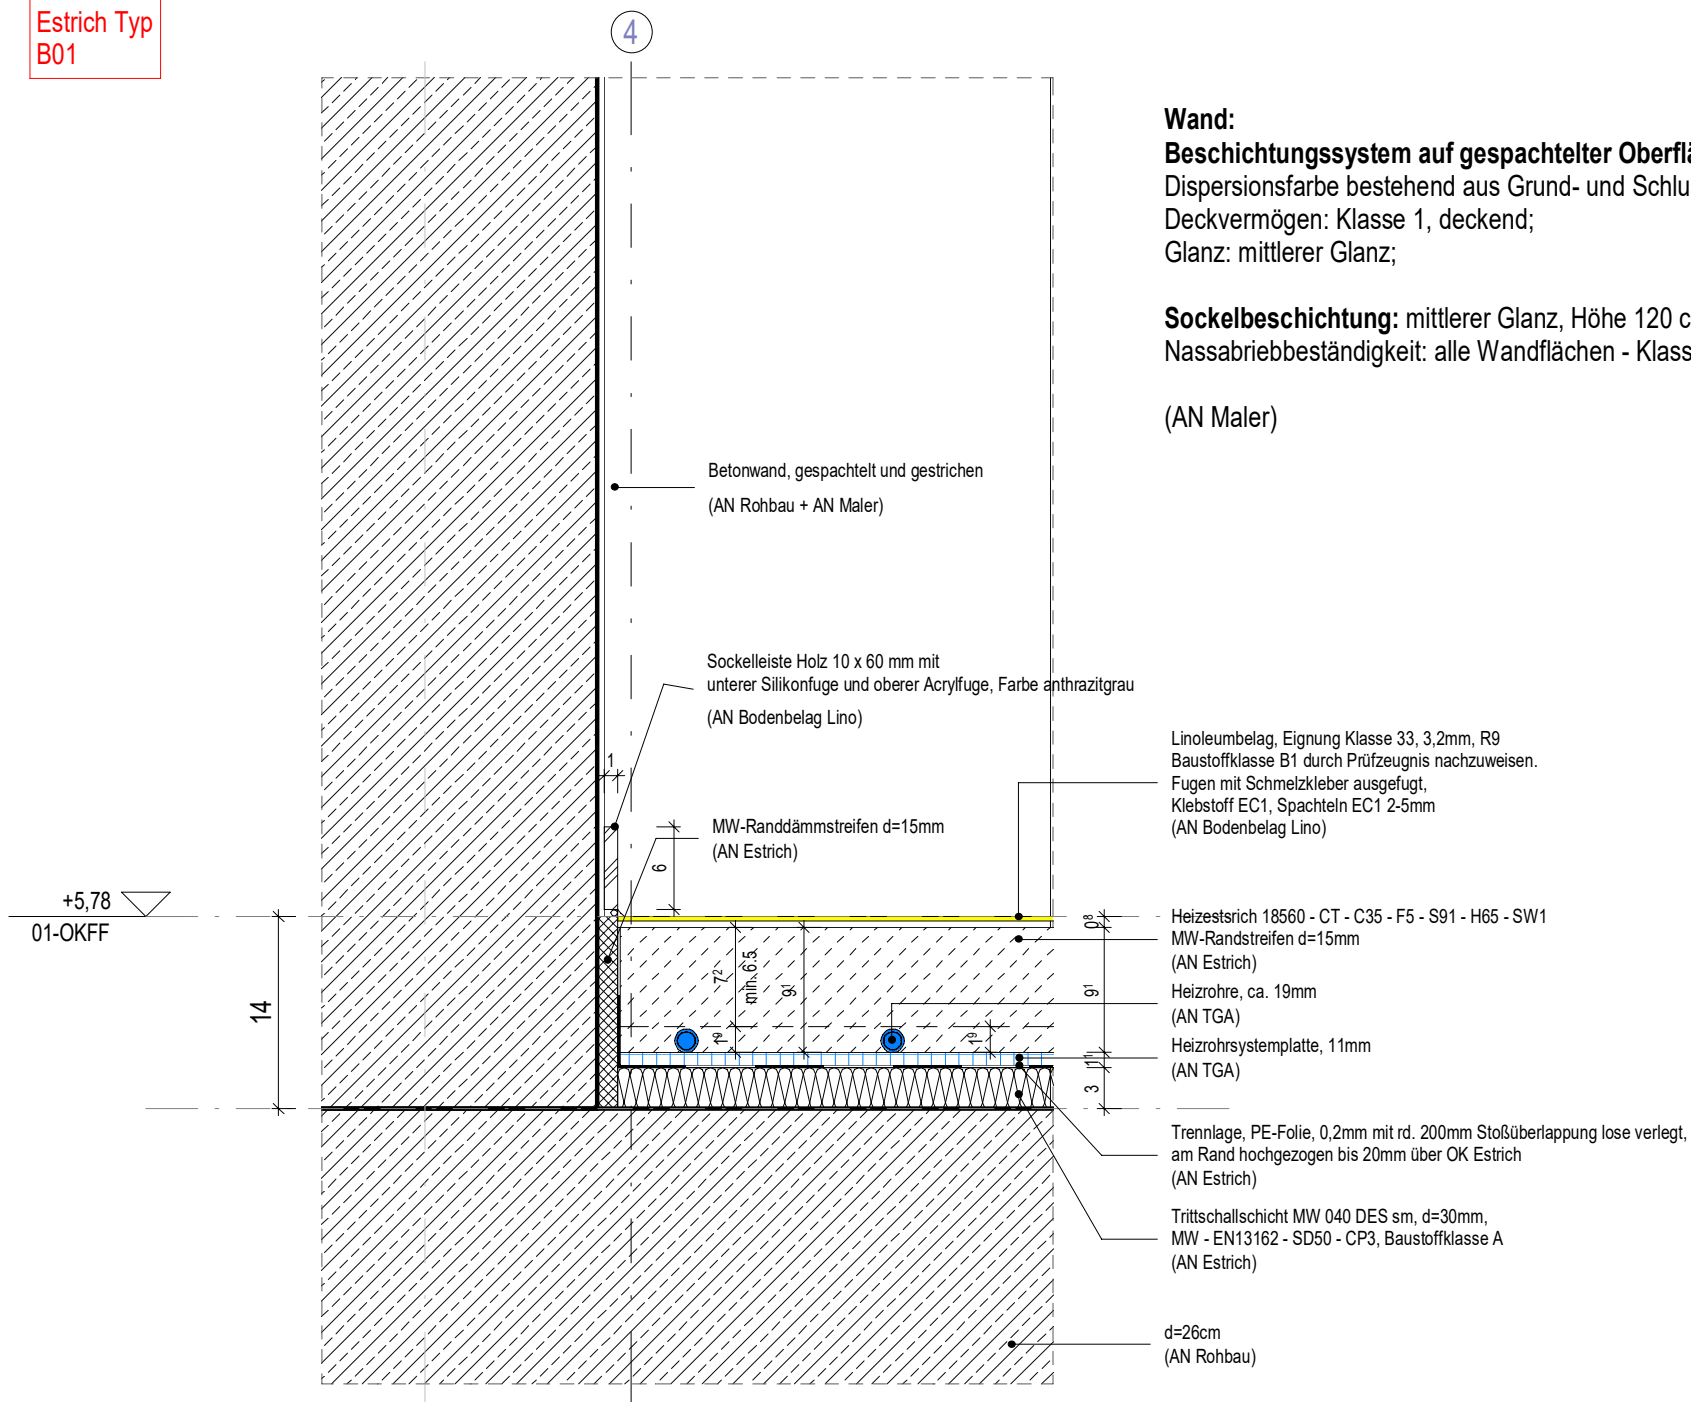 Estrich Typ
B01
4
Wand:
Beschichtungssystem auf gespachtelter Oberflä
Dispersionsfarbe bestehend aus Grund- und Schlu
Deckvermögen: Klasse 1, deckend;
Glanz: mittlerer Glanz;
Sockelbeschichtung: mittlerer Glanz, Höhe 120 c
Nassabriebbeständigkeit: alle Wandflächen - Klass
(AN Maler)
Betonwand, gespachtelt und gestrichen
(AN Rohbau + AN Maler)
Sockelleiste Holz 10 x 60 mm mit
unterer Silikonfuge und oberer Acrylfuge, Farbe anthrazitgrau
(AN Bodenbelag Lino)
1
MW-Randdämmstreifen d=15mm
(AN Estrich)
6
Linoleumbelag, Eignung Klasse 33, 3,2mm, R9
Baustoffklasse B1 durch Prüfzeugnis nachzuweisen.
Fugen mit Schmelzkleber ausgefugt,
Klebstoff EC1, Spachteln EC1 2-5mm
(AN Bodenbelag Lino)
+5,78
01-OKFF
14
7²
min. 6.5
9¹
1⁹
1⁹
0⁸
9¹
1¹
3
Heizestsrich 18560 - CT - C35 - F5 - S91 - H65 - SW1
MW-Randstreifen d=15mm
(AN Estrich)
Heizrohre, ca. 19mm
(AN TGA)
Heizrohrsystemplatte, 11mm
(AN TGA)
Trennlage, PE-Folie, 0,2mm mit rd. 200mm Stoßüberlappung lose verlegt,
am Rand hochgezogen bis 20mm über OK Estrich
(AN Estrich)
Trittschallschicht MW 040 DES sm, d=30mm,
MW - EN13162 - SD50 - CP3, Baustoffklasse A
(AN Estrich)
d=26cm
(AN Rohbau)